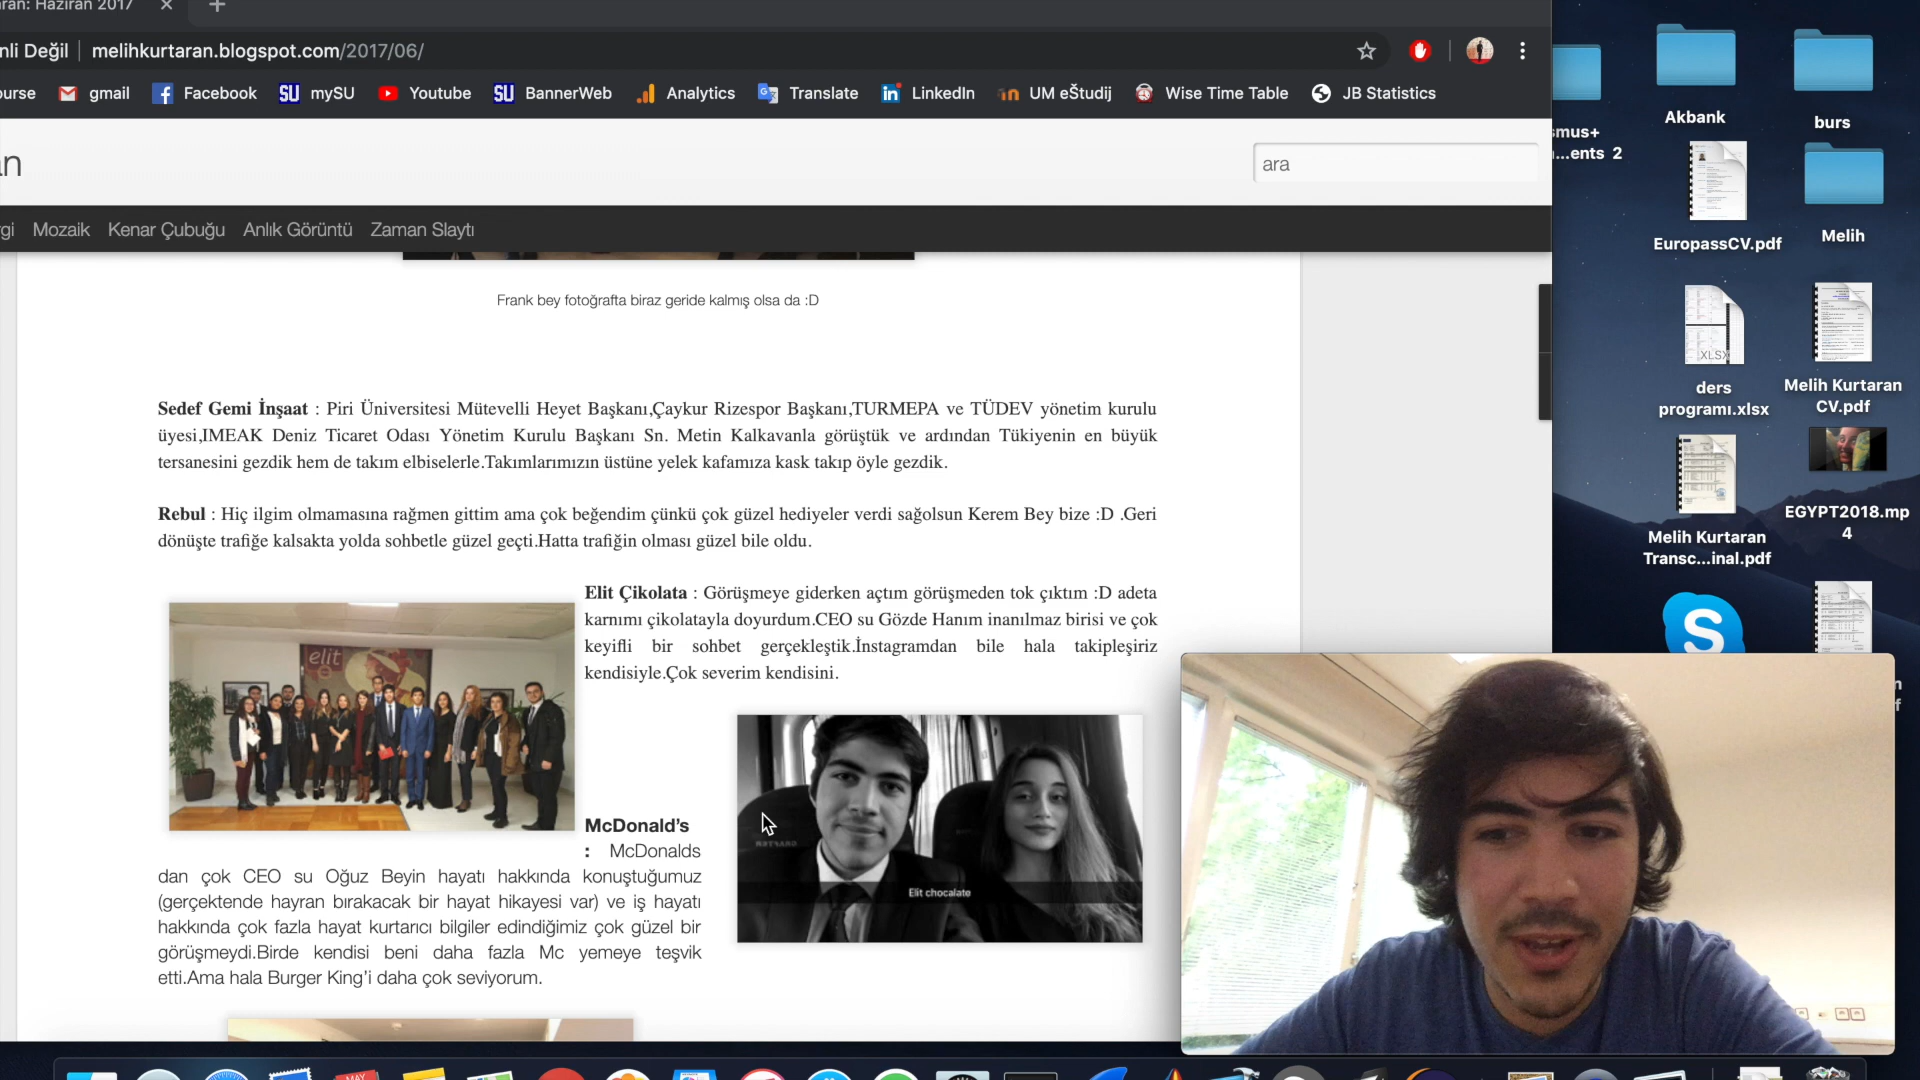 ran: Haziran 2017
nli Değil
melihkurtaran.blogspot.com/2017/06/
ourse
gmail
Facebook
SU
mySU
Youtube
SU
BannerWeb
Analytics
Translate
LinkedIn
UM eŠtudij
Wise Time Table
JB Statistics
an
ara
rgi
Mozaik
Kenar Çubuğu
Anlık Görüntü
Zaman Slaytı
Frank bey fotoğrafta biraz geride kalmış olsa da :D
Sedef Gemi İnşaat : Piri Üniversitesi Mütevelli Heyet Başkanı,Çaykur Rizespor Başkanı,TURMEPA ve TÜDEV yönetim kurulu
üyesi,IMEAK Deniz Ticaret Odası Yönetim Kurulu Başkanı Sn. Metin Kalkavanla görüştük ve ardından Tükiyenin en büyük
tersanesini gezdik hem de takım elbiselerle.Takımlarımızın üstüne yelek kafamıza kask takıp öyle gezdik.
Rebul : Hiç ilgim olmamasına rağmen gittim ama çok beğendim çünkü çok güzel hediyeler verdi sağolsun Kerem Bey bize :D .Geri
dönüşte trafiğe kalsakta yolda sohbetle güzel geçti.Hatta trafiğin olması güzel bile oldu.
Elit Çikolata : Görüşmeye giderken açtım görüşmeden tok çıktım :D adeta
karnımı çikolatayla doyurdum.CEO su Gözde Hanım inanılmaz birisi ve çok
keyifli bir sohbet gerçekleştik.İnstagramdan bile hala takipleşiriz
kendisiyle.Çok severim kendisini.
elit
Elit chocalate
McDonald's
: McDonalds
dan çok CEO su Oğuz Beyin hayatı hakkında konuştuğumuz
(gerçektende hayran bırakacak bir hayat hikayesi var) ve iş hayatı
hakkında çok fazla hayat kurtarıcı bilgiler edindiğimiz çok güzel bir
görüşmeydi.Birde kendisi beni daha fazla Mc yemeye teşvik
etti.Ama hala Burger King'i daha çok seviyorum.
smus+
...ents 2
Akbank
burs
EuropassCV.pdf
Melih
XLSX
ders
programı.xlsx
Melih Kurtaran
CV.pdf
Melih Kurtaran
Transc...inal.pdf
EGYPT2018.mp
4
S
MAY